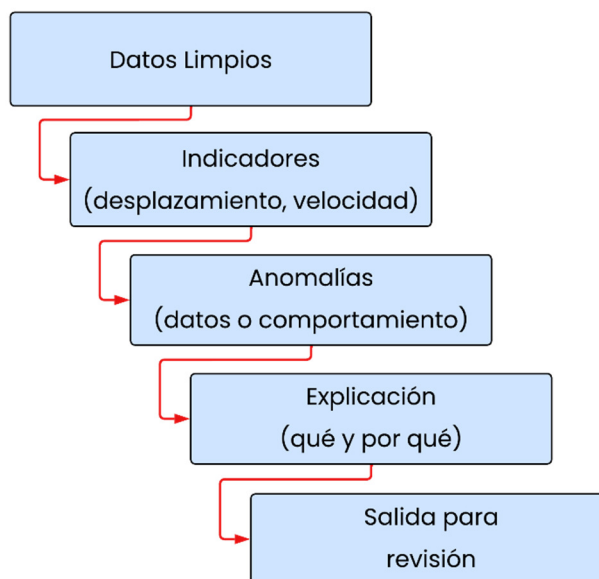 Datos Limpios
Indicadores
(desplazamiento, velocidad)
Anomalías
(datos o comportamiento)
Explicación
(qué y por qué)
Salida para
revisión